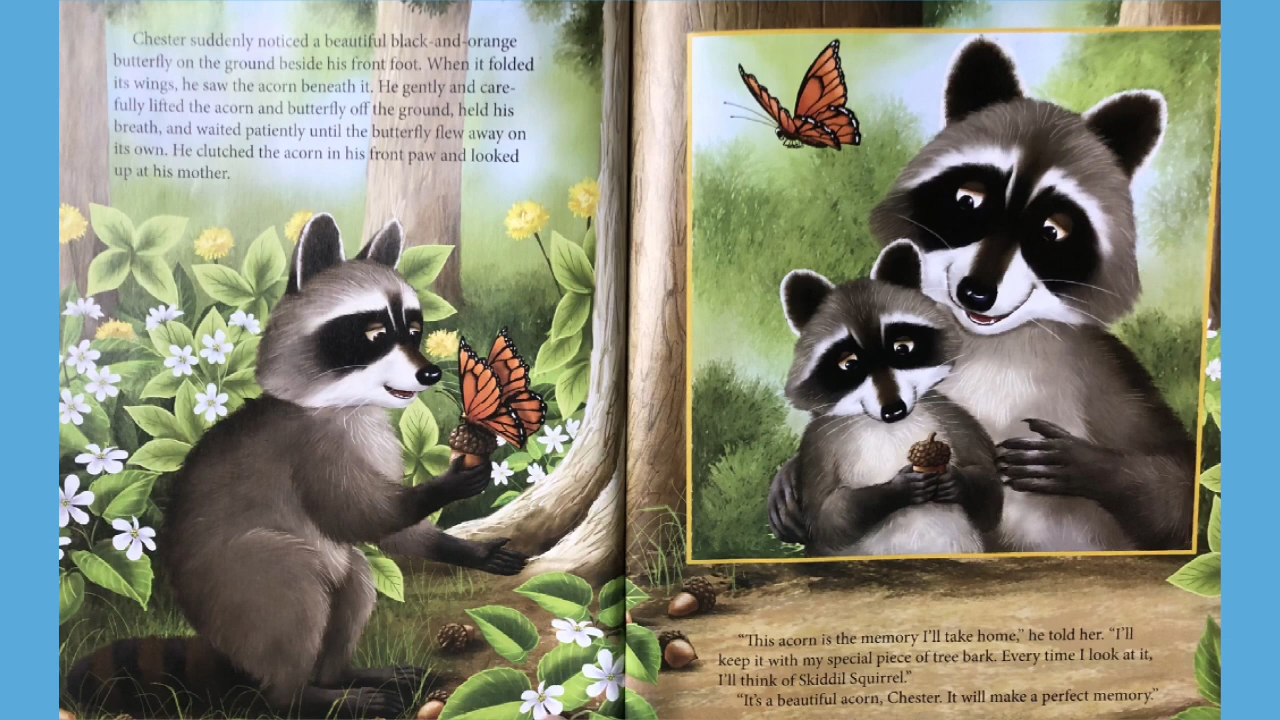 Chester suddenly noticed a beautiful black-and-orange
butterfly on the ground beside his front foot. When it folded
its wings, he saw the acorn beneath it. He gently and care-
fully lifted the acorn and butterfly off the ground, held his
breath, and waited patiently until the butterfly flew away on
its own. He clutched the acorn in his front paw and looked
up at his mother.
“This acorn is the memory I’ll take home,” he told her. “I’ll
keep it with my special piece of tree bark. Every time I look at it,
I’ll think of Skiddil Squirrel.”
“It’s a beautiful acorn, Chester. It will make a perfect memory.”